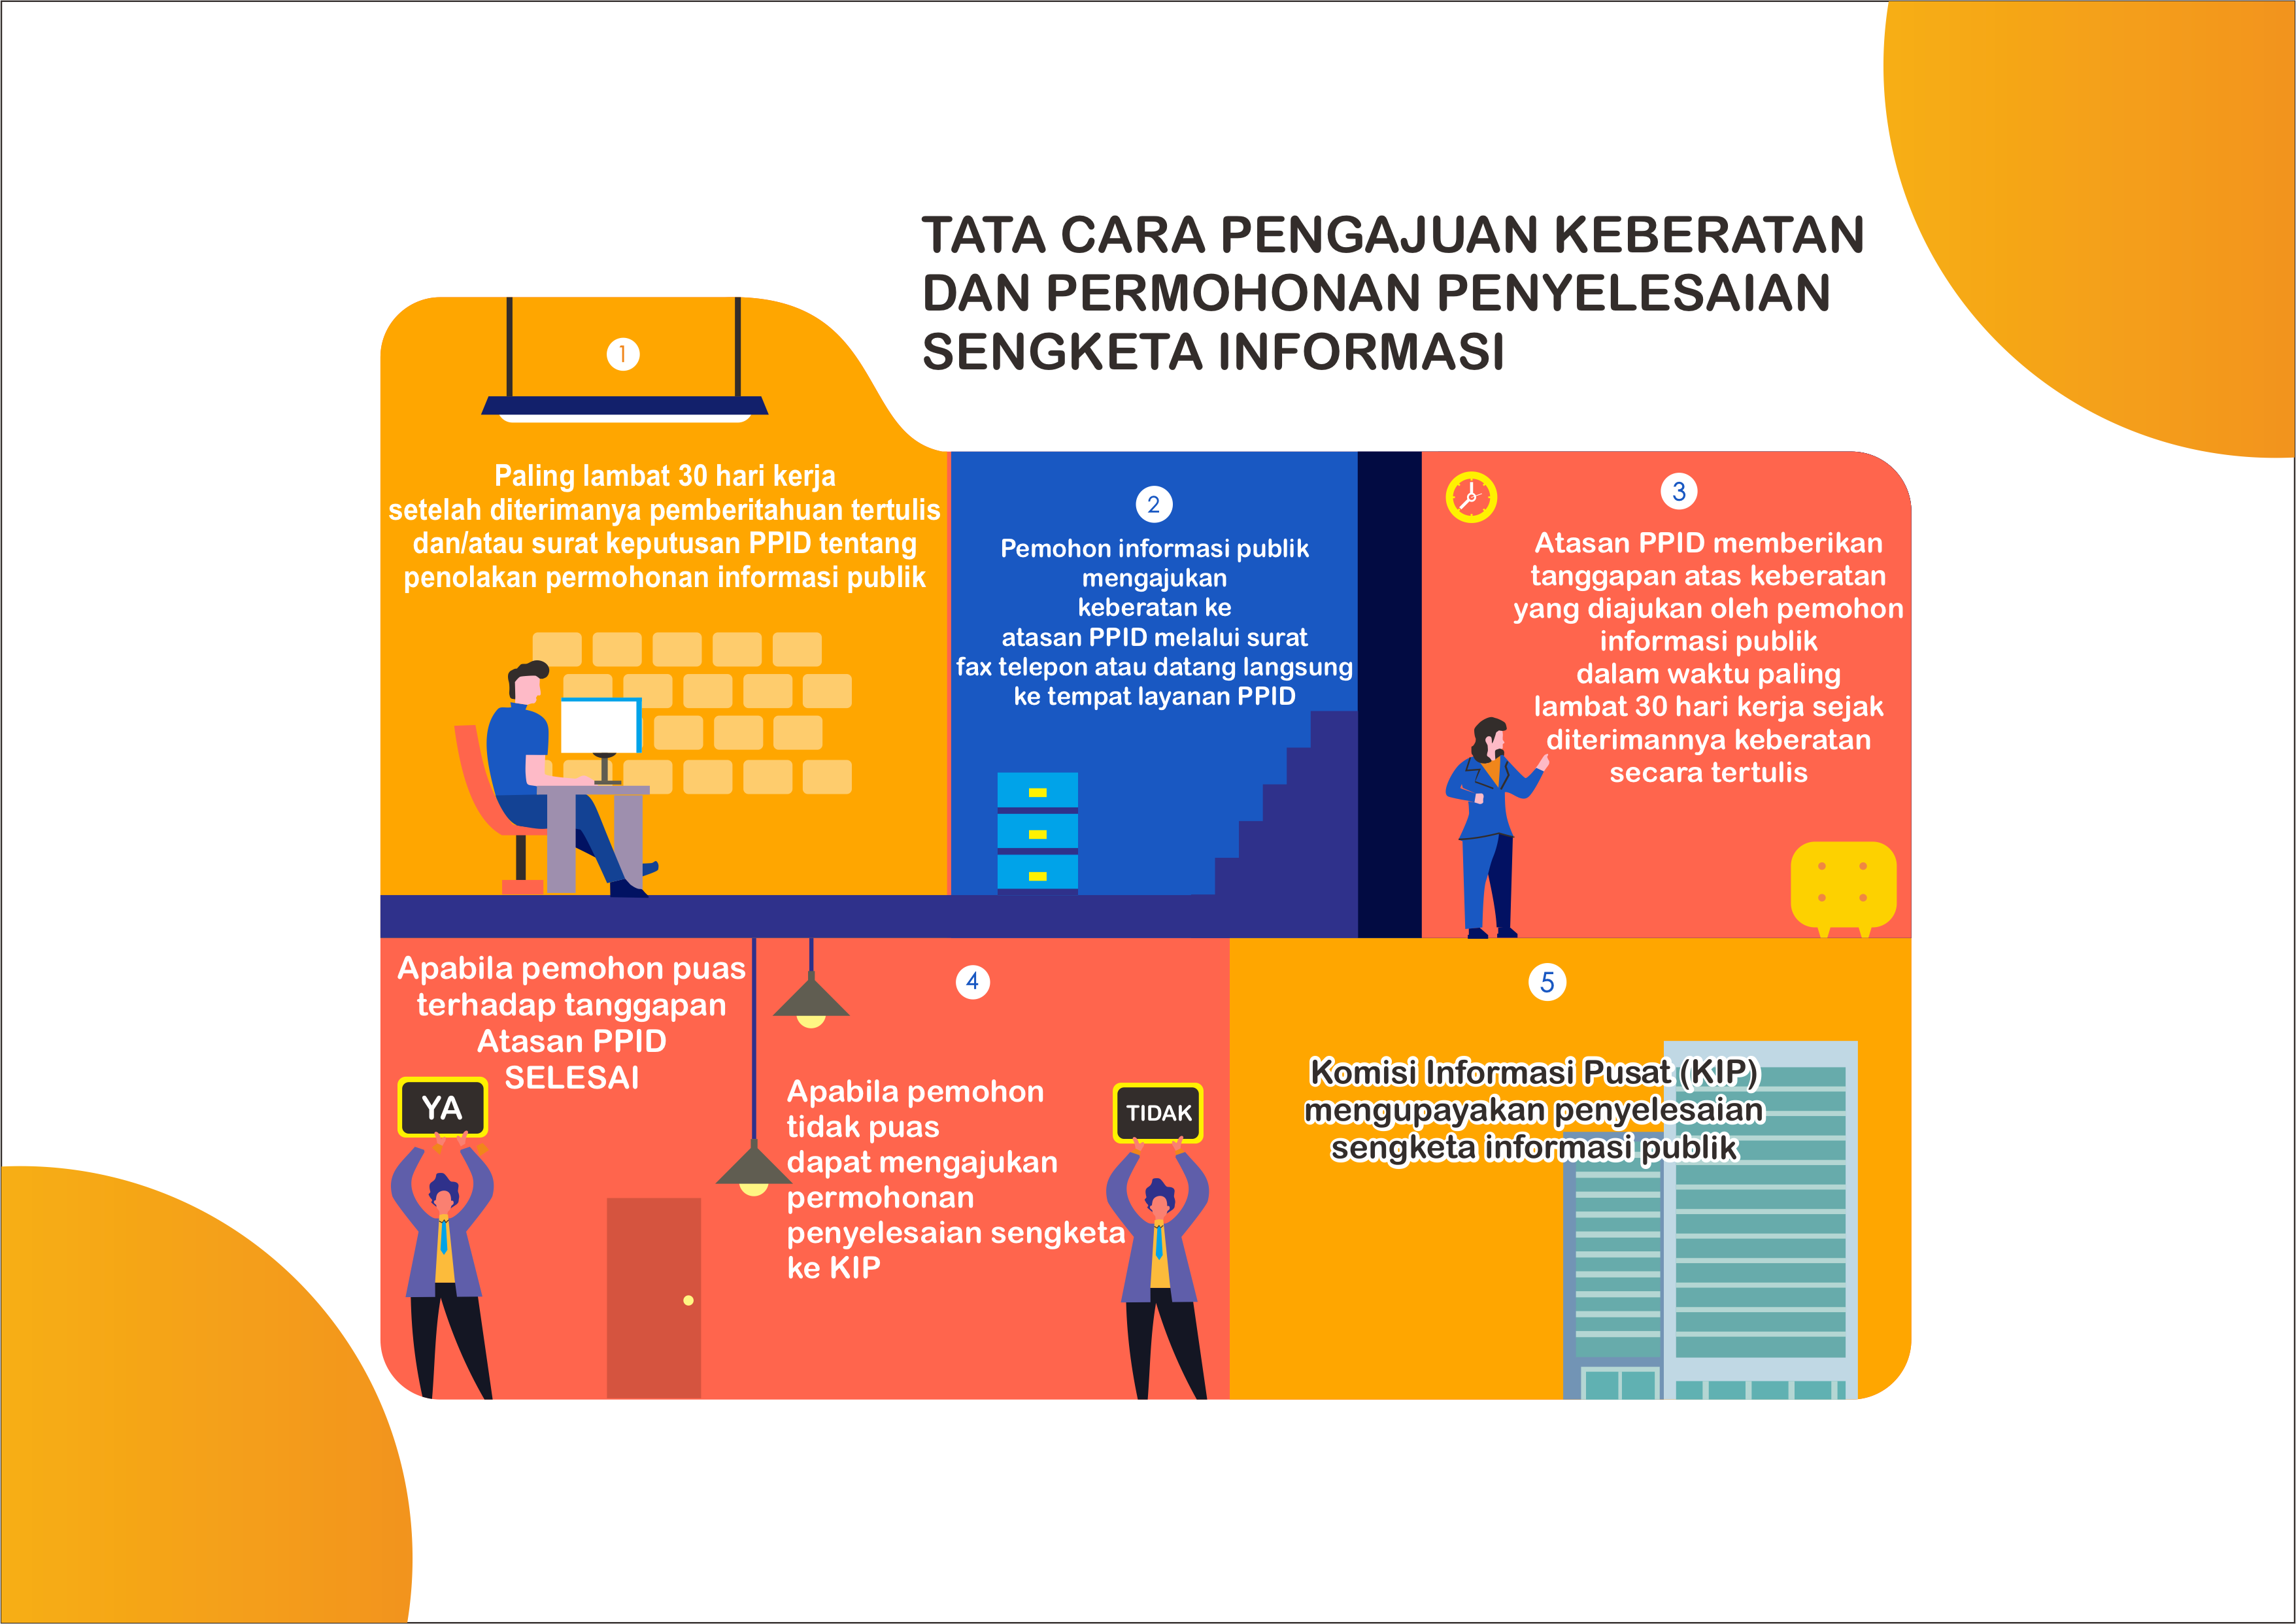 TATA CARA PENGAJUAN KEBERATAN
DAN PERMOHONAN PENYELESAIAN
SENGKETA INFORMASI
1
Paling lambat 30 hari kerja
setelah diterimanya pemberitahuan tertulis
dan/atau surat keputusan PPID tentang
penolakan permohonan informasi publik
2
Pemohon informasi publik
mengajukan
keberatan ke
atasan PPID melalui surat
fax telepon atau datang langsung
ke tempat layanan PPID
3
Atasan PPID memberikan
tanggapan atas keberatan
yang diajukan oleh pemohon
informasi publik
dalam waktu paling
lambat 30 hari kerja sejak
diterimannya keberatan
secara tertulis
Apabila pemohon puas
terhadap tanggapan
Atasan PPID
SELESAI
YA
4
Apabila pemohon
tidak puas
dapat mengajukan
permohonan
penyelesaian sengketa
ke KIP
TIDAK
5
Komisi Informasi Pusat (KIP)
mengupayakan penyelesaian
sengketa informasi publik